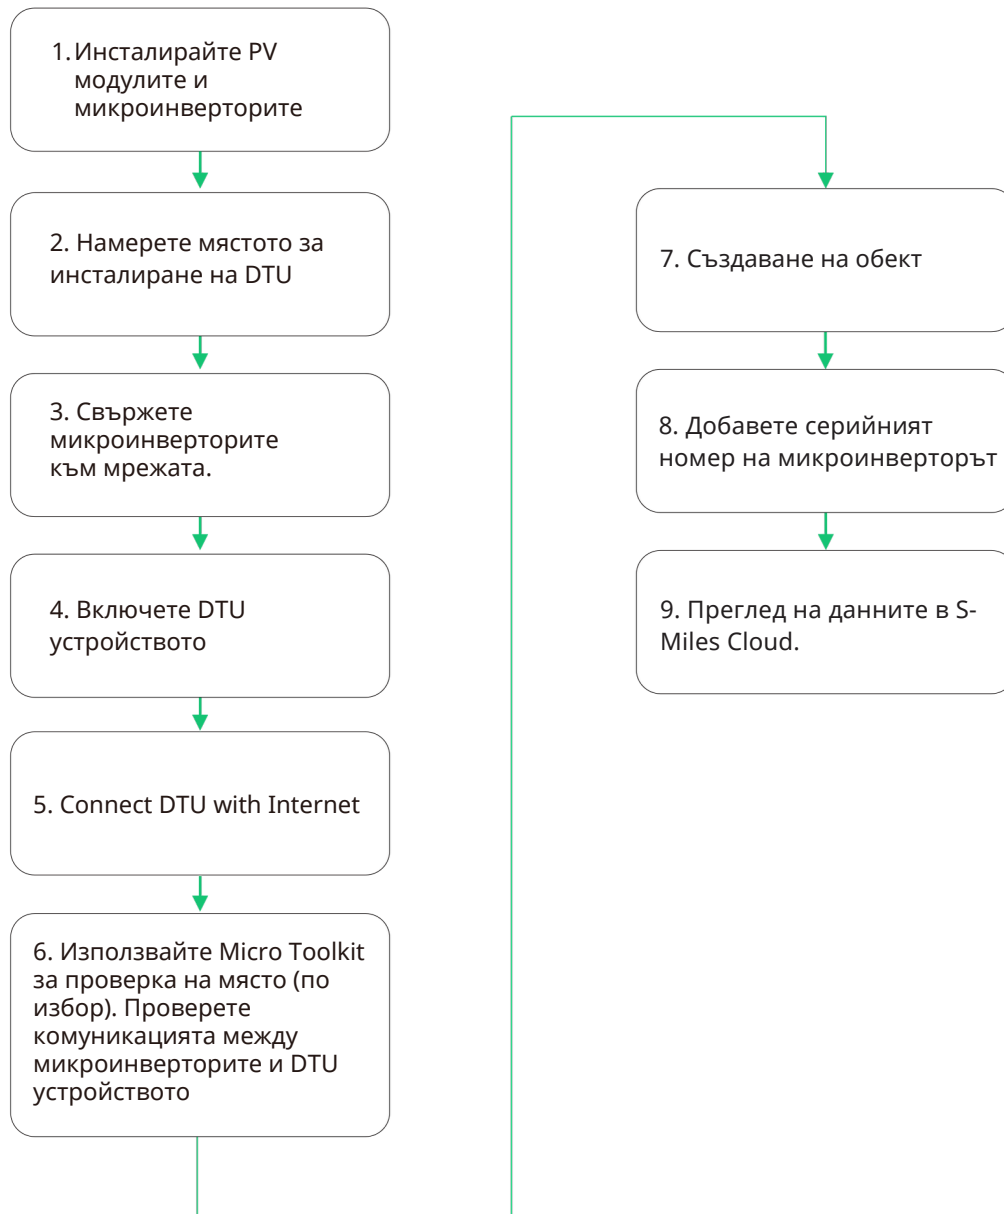 1. Инсталирайте PV
модулите и
микроинверторите
2. Намерете мястото за
инсталиране на DTU
3. Свържете
микроинверторите
към мрежата.
4. Включете DTU
устройството
5. Connect DTU with Internet
6. Използвайте Micro Toolkit
за проверка на място (по
избор). Проверете
комуникацията между
микроинверторите и DTU
устройството
7. Създаване на обект
8. Добавете серийният
номер на микроинверторът
9. Преглед на данните в S-
Miles Cloud.